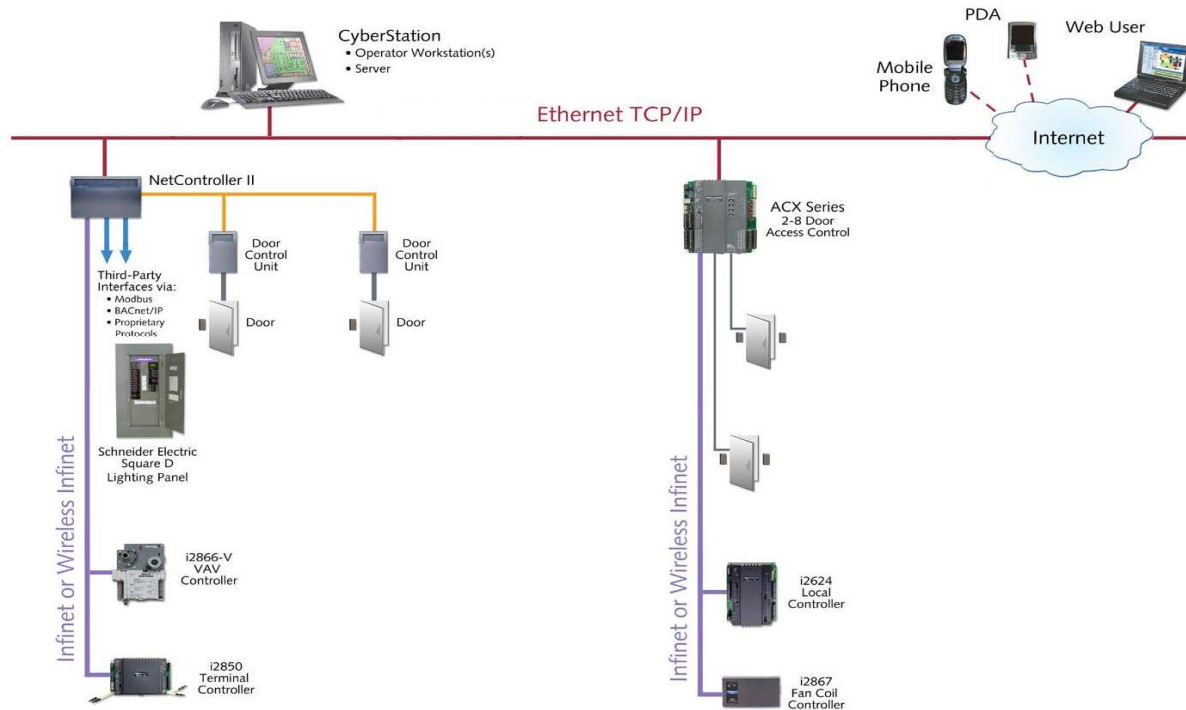 CyberStation
• Operator Workstation(s)
• Server
PDA
Web User
Mobile
Phone
Ethernet TCP/IP
Internet
NetController II
Door
Control
Unit
Door
Control
Unit
Third-Party
Interfaces via:
• Modbus
• BACnet/IP
• Proprietary
Protocols
Door
Door
ACX Series
2-8 Door
Access Control
Schneider Electric
Square D
Lighting Panel
Infinet or Wireless Infinet
i2866-V
VAV
Controller
i2850
Terminal
Controller
Infinet or Wireless Infinet
i2624
Local
Controller
i2867
Fan Coil
Controller